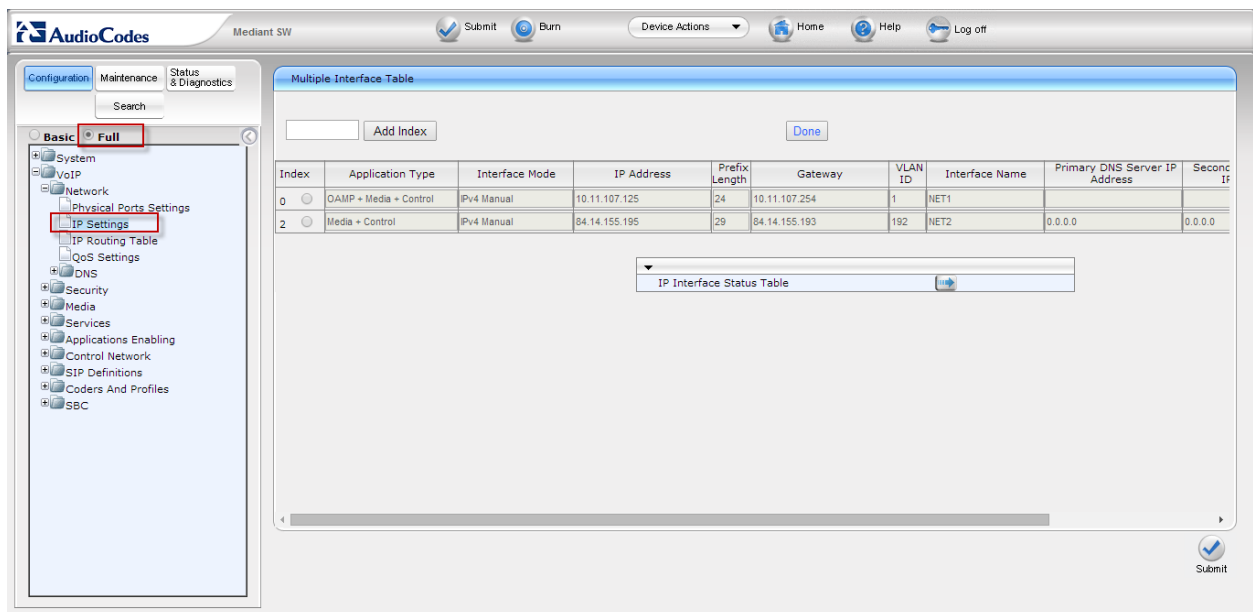 AudioCodes
Mediant SW
Submit
Burn
Device Actions
Home
Help
Log off
Configuration
Maintenance
Status & Diagnostics
Search
Basic Full
System
VoIP
Network
Physical Ports Settings
IP Settings
IP Routing Table
QoS Settings
DNS
Security
Media
Services
Applications Enabling
Control Network
SIP Definitions
Coders And Profiles
SBC
Multiple Interface Table
Add Index
Done
Index Application Type Interface Mode IP Address Prefix Length Gateway VLAN ID Interface Name Primary DNS Server IP Address Second IP
0 OAMP + Media + Control IPv4 Manual 10.11.107.125 24 10.11.107.254 1 NET1
2 Media + Control IPv4 Manual 84.14.155.195 29 84.14.155.193 192 NET2 0.0.0.0 0.0.0.0
IP Interface Status Table
Submit